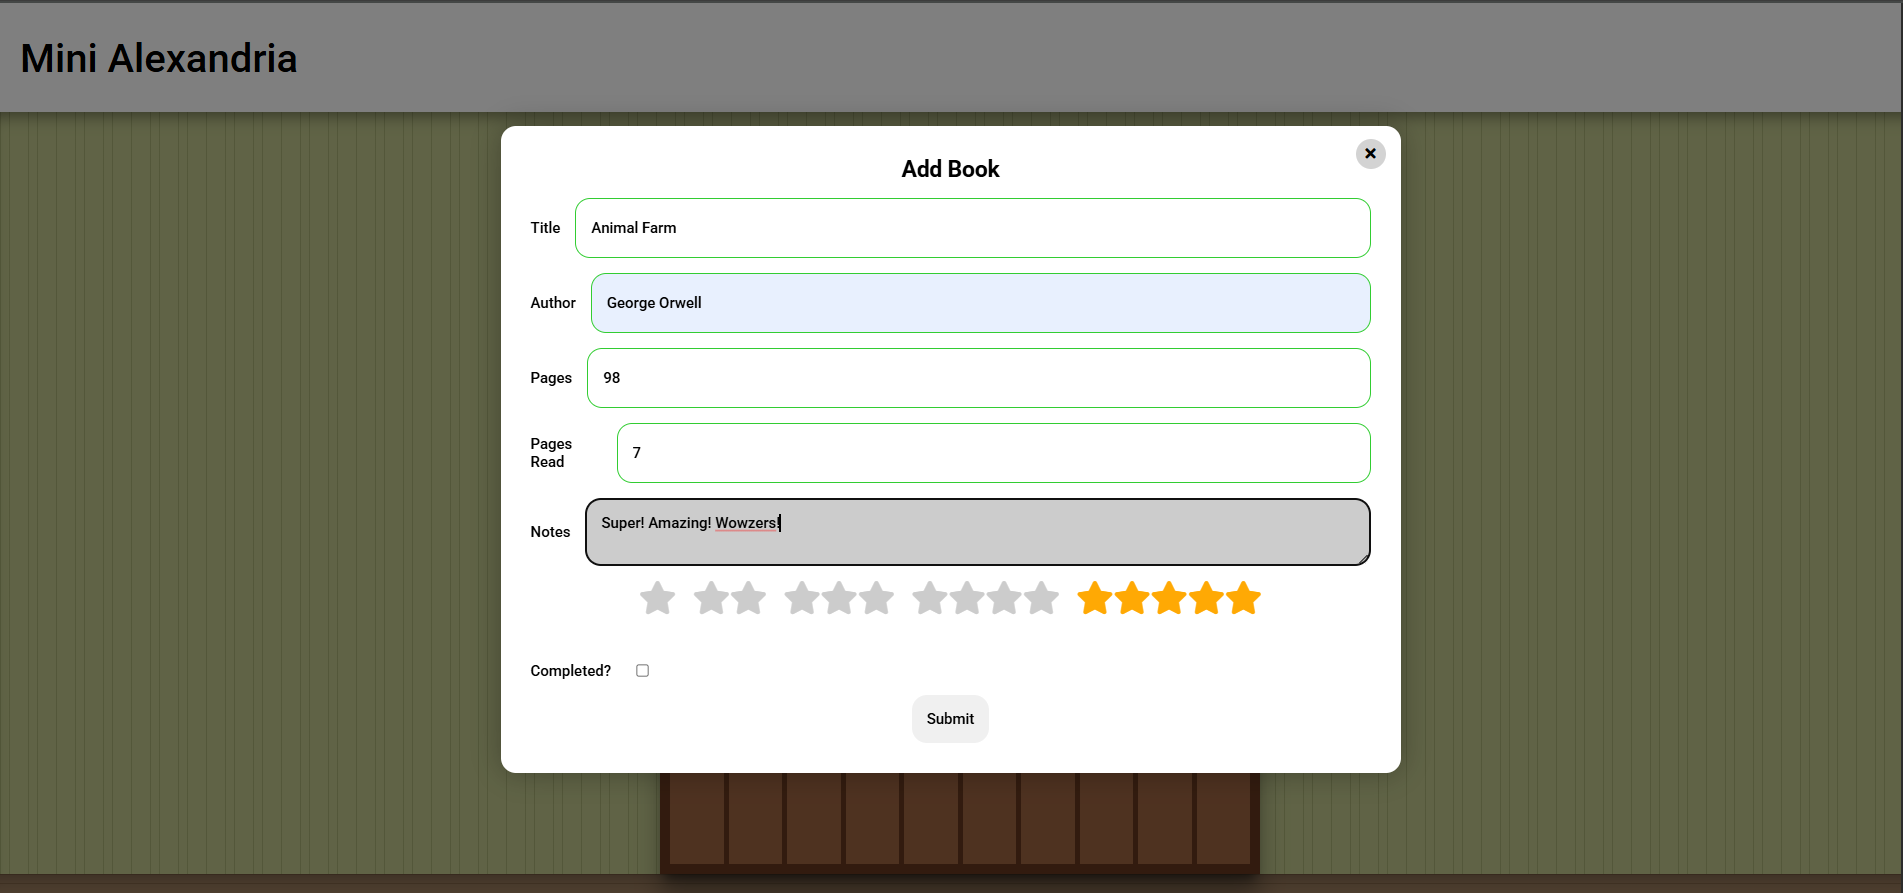 Mini Alexandria
Add Book
Title Animal Farm
Author George Orwell
Pages 98
Pages Read 7
Notes Super! Amazing! Wowzers!
Completed?
Submit